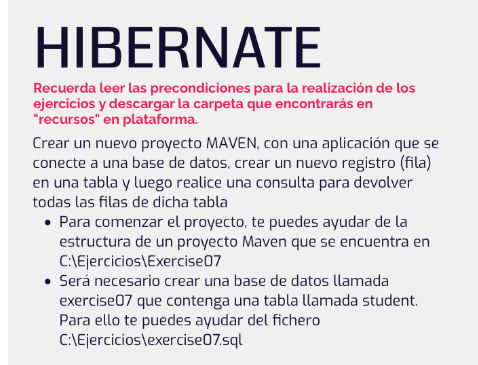 HIBERNATE
Recuerda leer las precondiciones para la realización de los
ejercicios y descargar la carpeta que encontrarás en
"recursos" en plataforma.
Crear un nuevo proyecto MAVEN, con una aplicación que se
conecte a una base de datos, crear un nuevo registro (fila)
en una tabla y luego realice una consulta para devolver
todas las filas de dicha tabla
• Para comenzar el proyecto, te puedes ayudar de la
estructura de un proyecto Maven que se encuentra en
C:\Ejercicios\Exercise07
• Será necesario crear una base de datos llamada
exercise07 que contenga una tabla llamada student.
Para ello te puedes ayudar del fichero
C:\Ejercicios\exercise07.sql